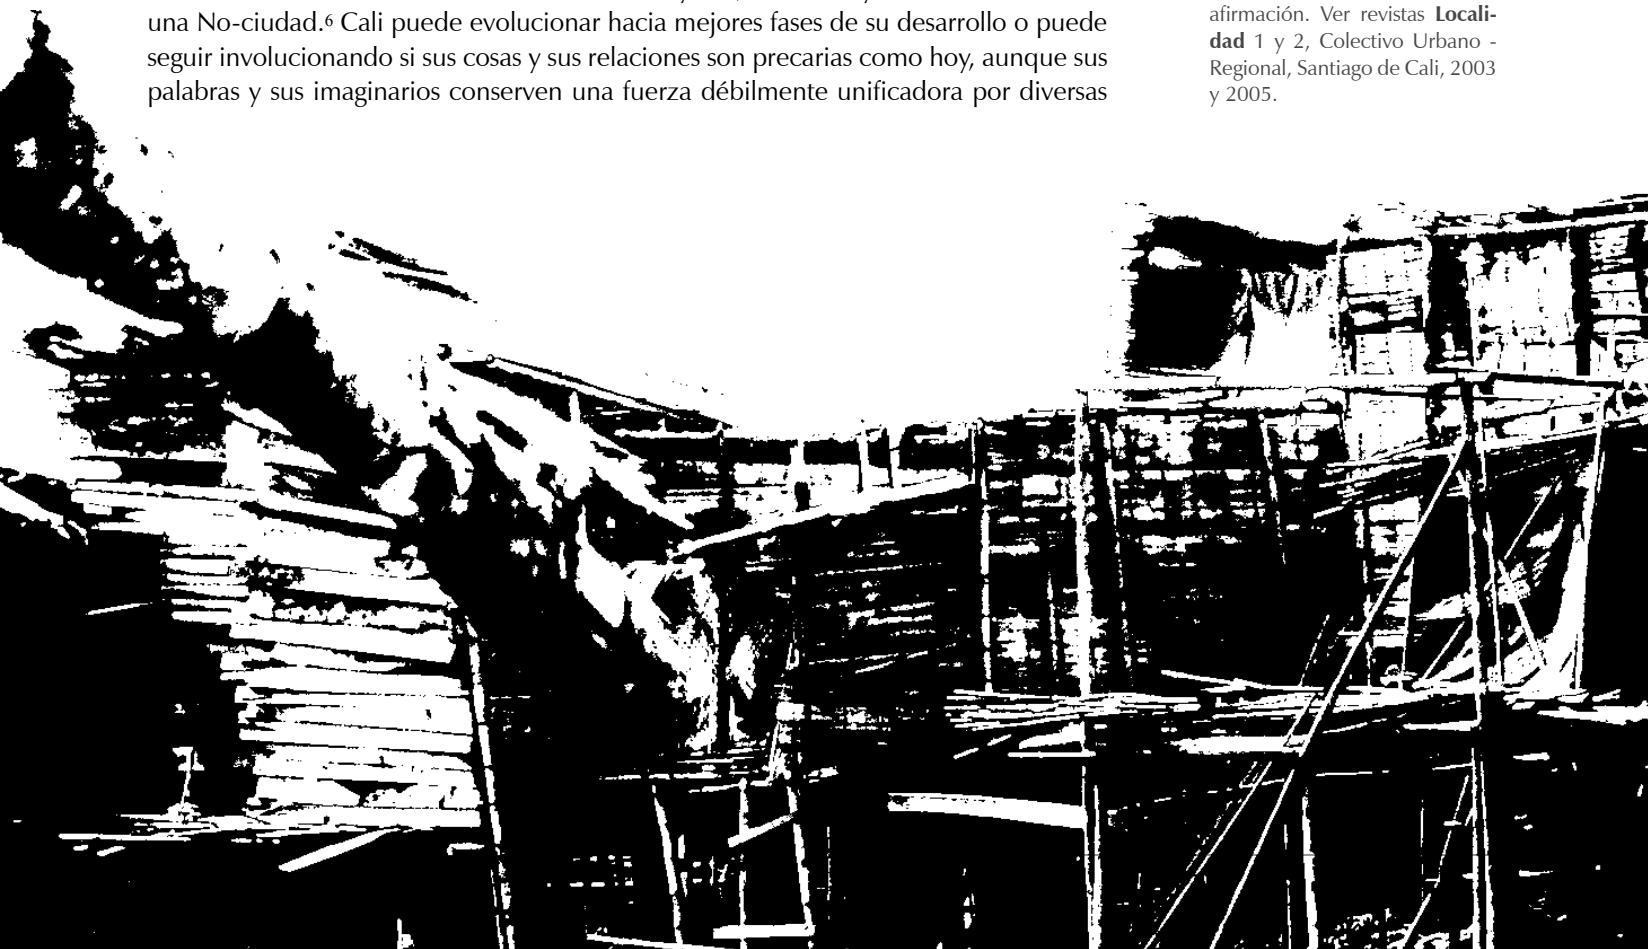 una No-ciudad.⁶ Cali puede evolucionar hacia mejores fases de su desarrollo o puede
seguir involucionando si sus cosas y sus relaciones son precarias como hoy, aunque sus
palabras y sus imaginarios conserven una fuerza débilmente unificadora por diversas
afirmación. Ver revistas Locali-
dad 1 y 2, Colectivo Urbano -
Regional, Santiago de Cali, 2003
y 2005.